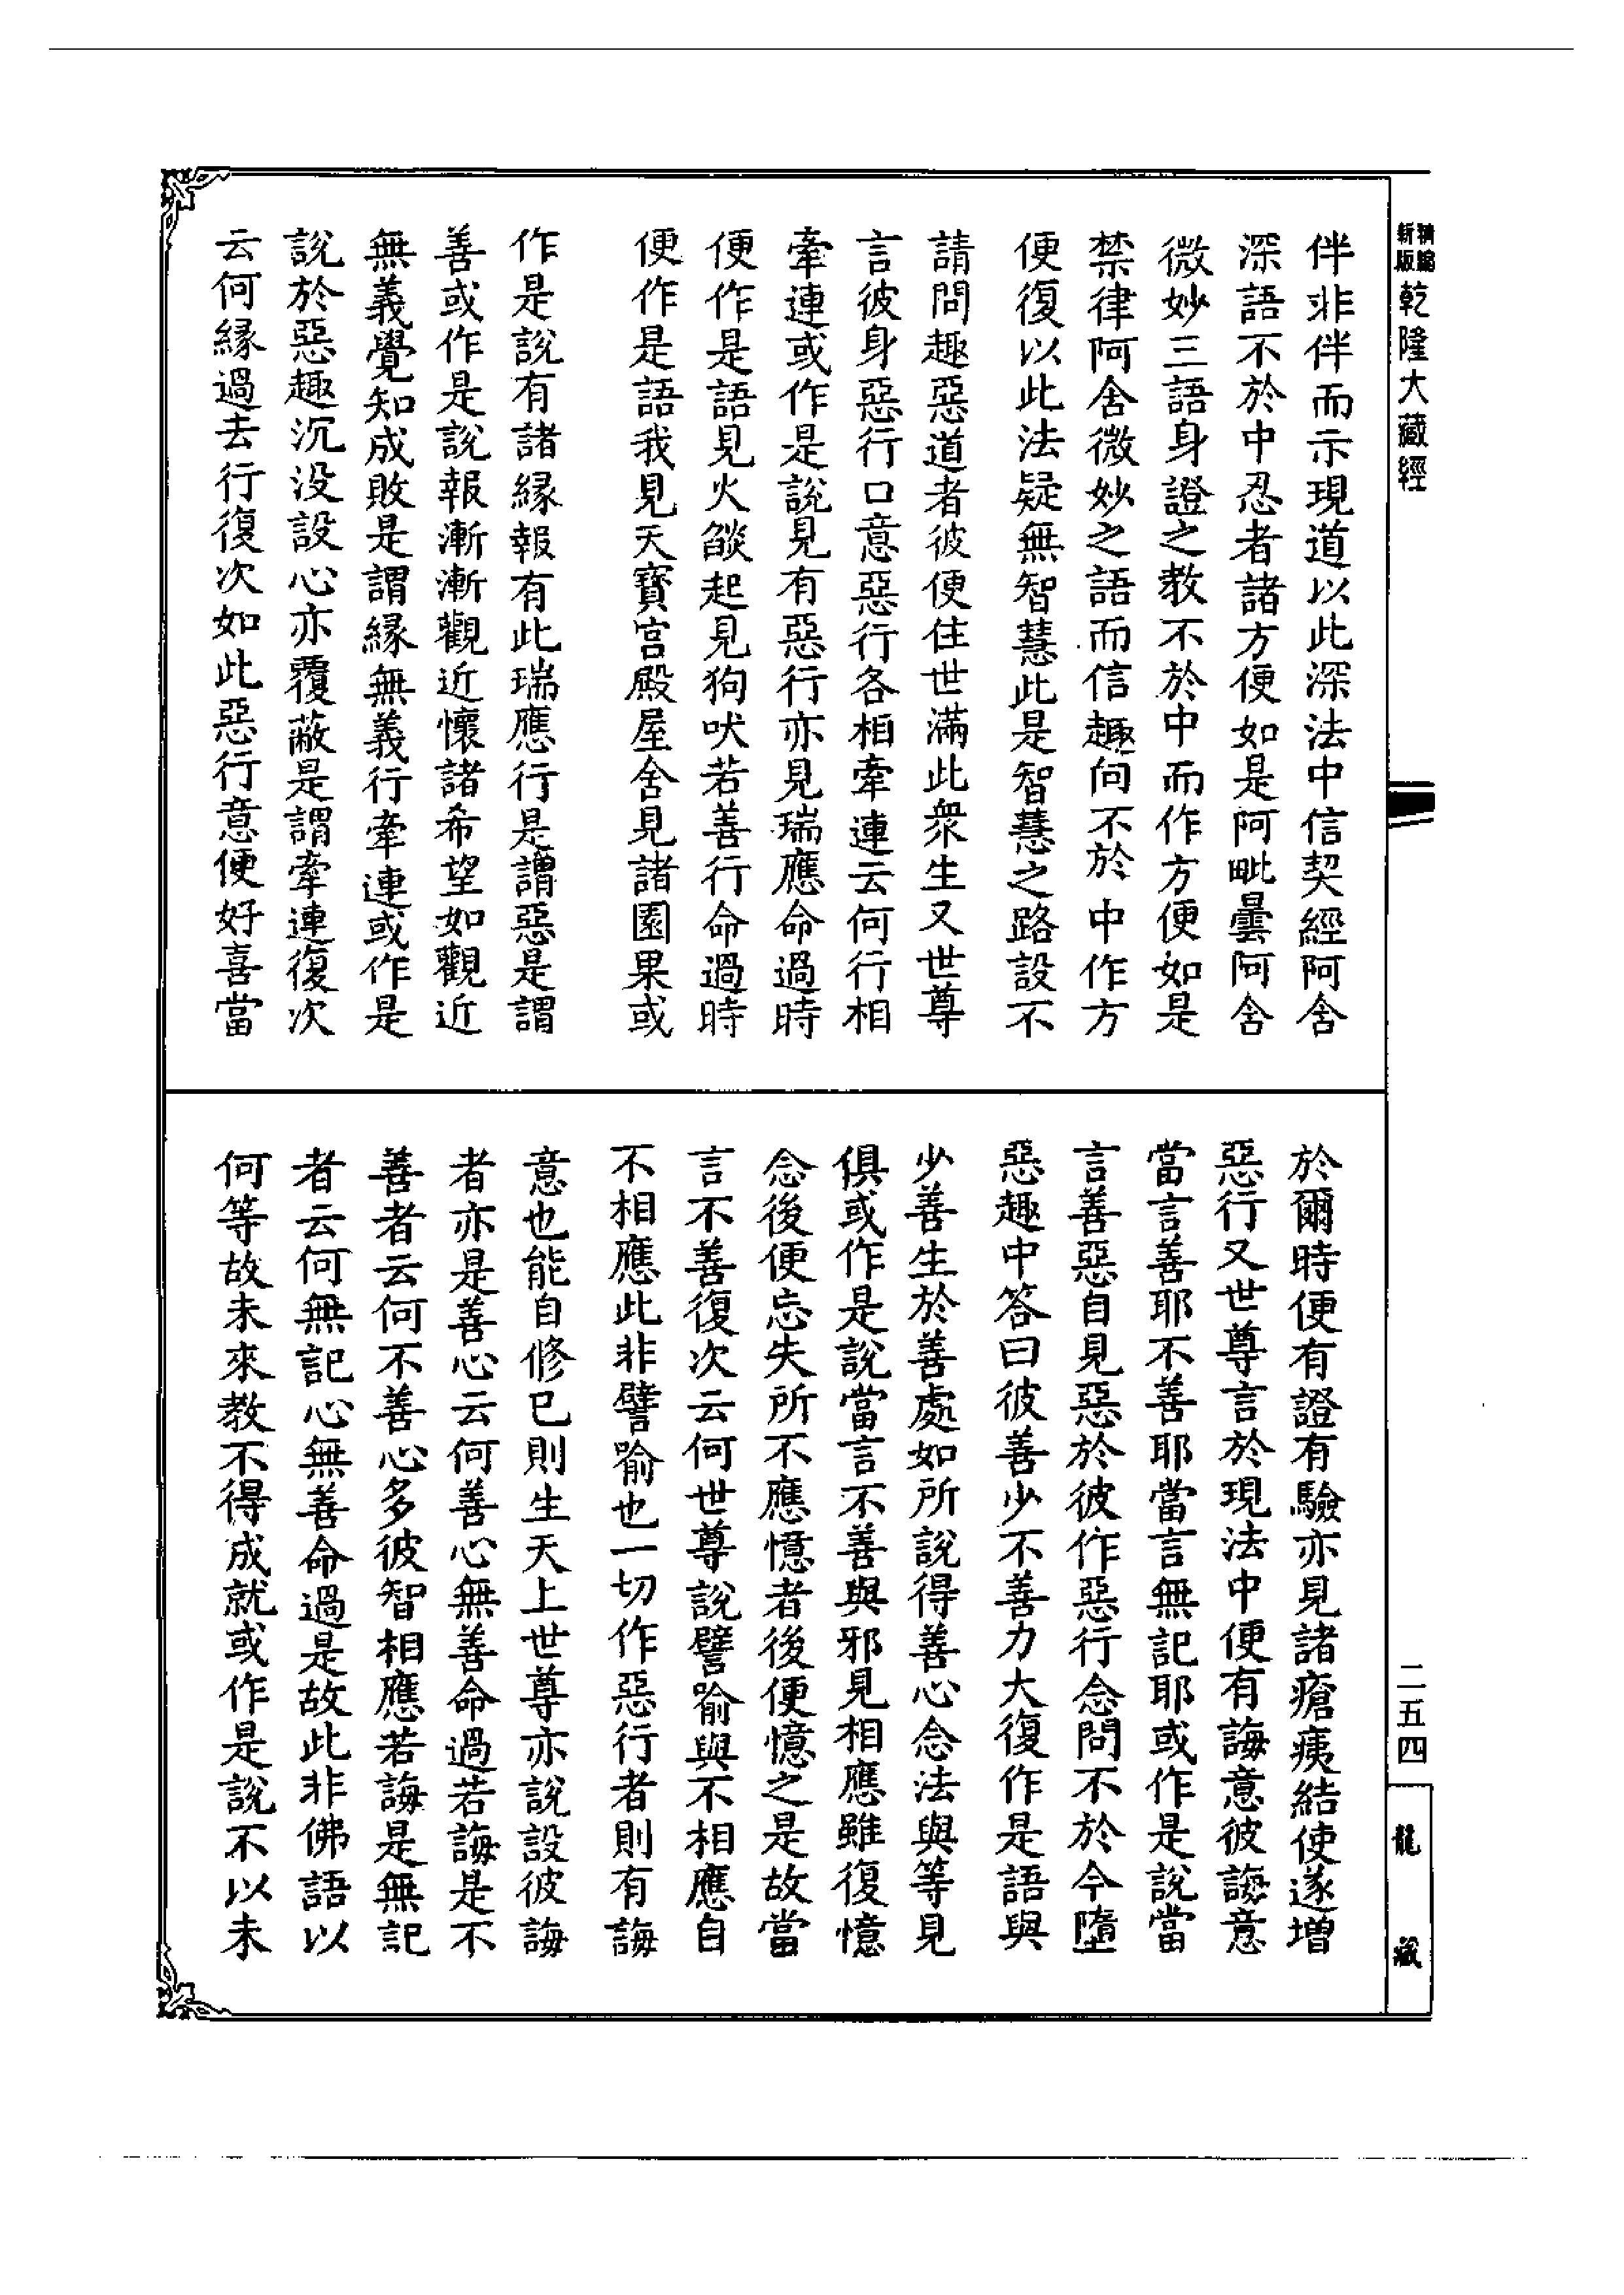 新編
新版
乾隆大藏經
伴非伴而示現道以此深法中信契經阿含
深語不於中忍者諸方便如是阿毗曇阿含
微妙三語身證之教不於中而作方便如是
禁律阿含微妙之語而信趣向不於中作方
便復以此法疑無智慧此是智慧之路設不
請問趣惡道者彼便住世滿此衆生又世尊
言彼身惡行口意惡行各相牽連云何行相
牽連或作是說見有惡行亦見瑞應命過時
便作是語見火燄起見狗吠若善行命過時
便作是語我見天寶宮殿屋舍見諸園果或
作是說有諸緣報有此瑞應行是謂惡是謂
善或作是說報漸漸觀近懷諸希望如觀近
無義覺知成敗是謂緣無義行牽連或作是
說於惡趣沉没設心亦覆蔽是謂牽連復次
云何緣過去行復次如此惡行意便好喜當
於爾時便有證有驗亦見諸瘡痍結使遂增
惡行又世尊言於現法中便有誨意彼誨意
當言善耶不善耶當言無記耶或作是說當
言善惡自見惡於彼作惡行念問不於今墮
惡趣中答曰彼善少不善力大復作是語與
少善生於善處如所說得善心念法與等見
俱或作是說當言不善與邪見相應雖復憶
念後便忘失所不應憶者後便憶之是故當
言不善復次云何世尊說譬喻與不相應自
不相應此非譬喻也一切作惡行者則有誨
意也能自修已則生天上世尊亦說設彼誨
者亦是善心云何善心無善命過若誨是不
善者云何不善心多彼智相應若誨是無記
者云何無記心無善命過是故此非佛語以
何等故未來教不得成就或作是說不以未
二五四
龍藏